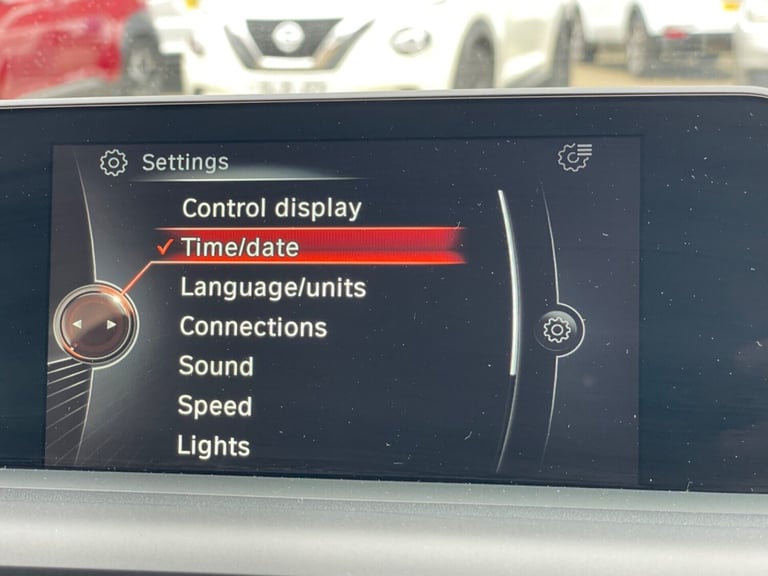 Settings
Control display
Time/date
Language/units
Connections
Sound
Speed
Lights